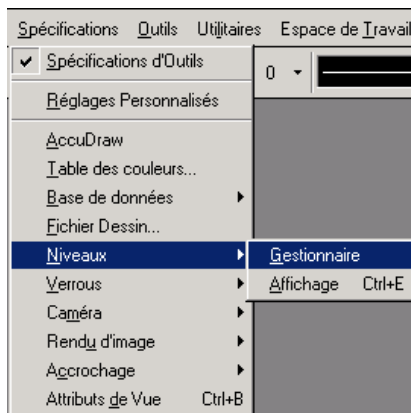 Spécifications Outils Utilitaires Espace de Travail
Spécifications d'Outils
0
Réglages Personnalisés
AccuDraw
Table des couleurs...
Base de données
Fichier Dessin...
Niveaux Gestionnaire
Verrous Affichage Ctrl+E
Caméra
Rendu d'image
Accrochage
Attributs de Vue Ctrl+B